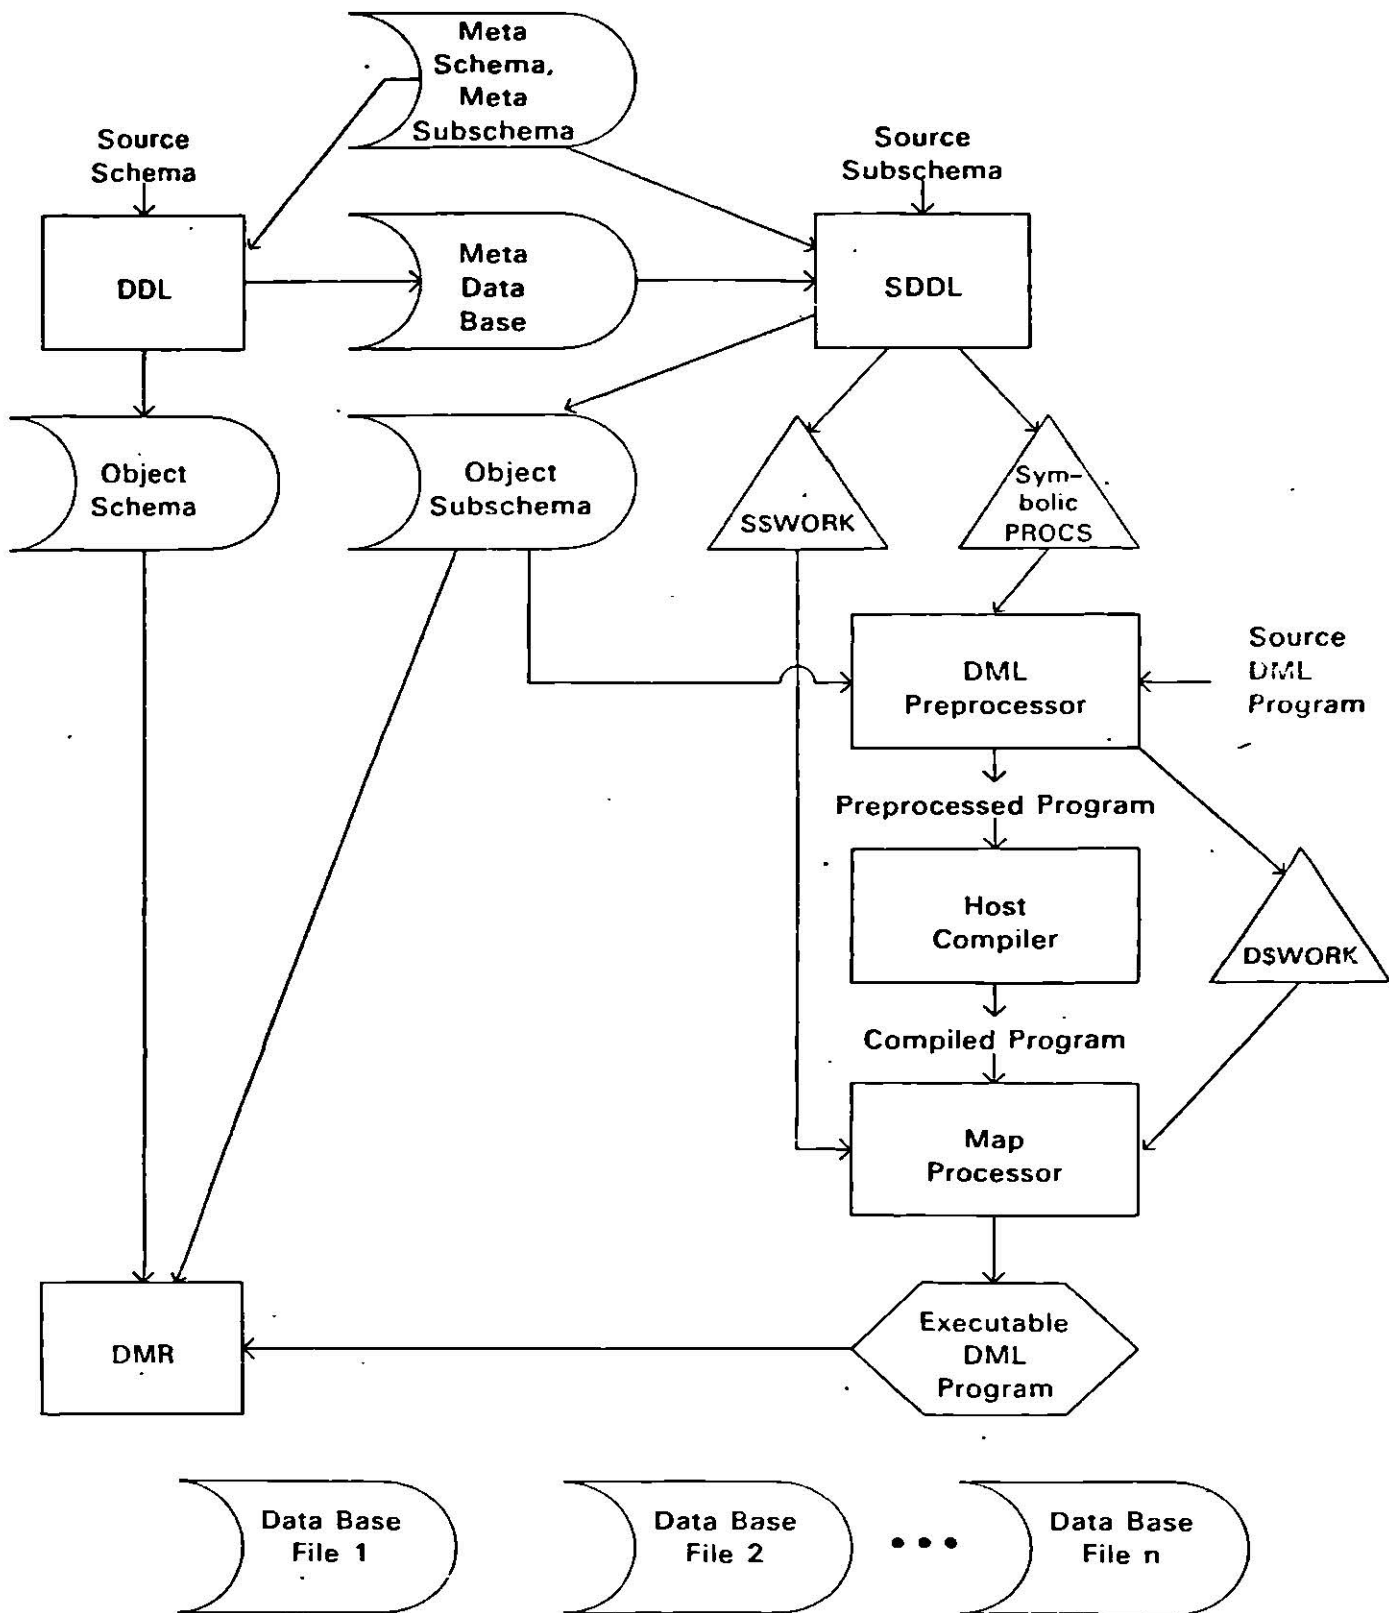 Meta
Schema,
Meta
Subschema
Source
Schema
Source
Subschema
DDL
Meta
Data
Base
SDDL
Object
Schema
Object
Subschema
S$WORK
Sym-
bolic
PROCS
DML
Preprocessor
Source
DML
Program
Preprocessed Program
Host
Compiler
D$WORK
Compiled Program
Map
Processor
DMR
Executable
DML
Program
Data Base
File 1
Data Base
File 2
•••
Data Base
File n